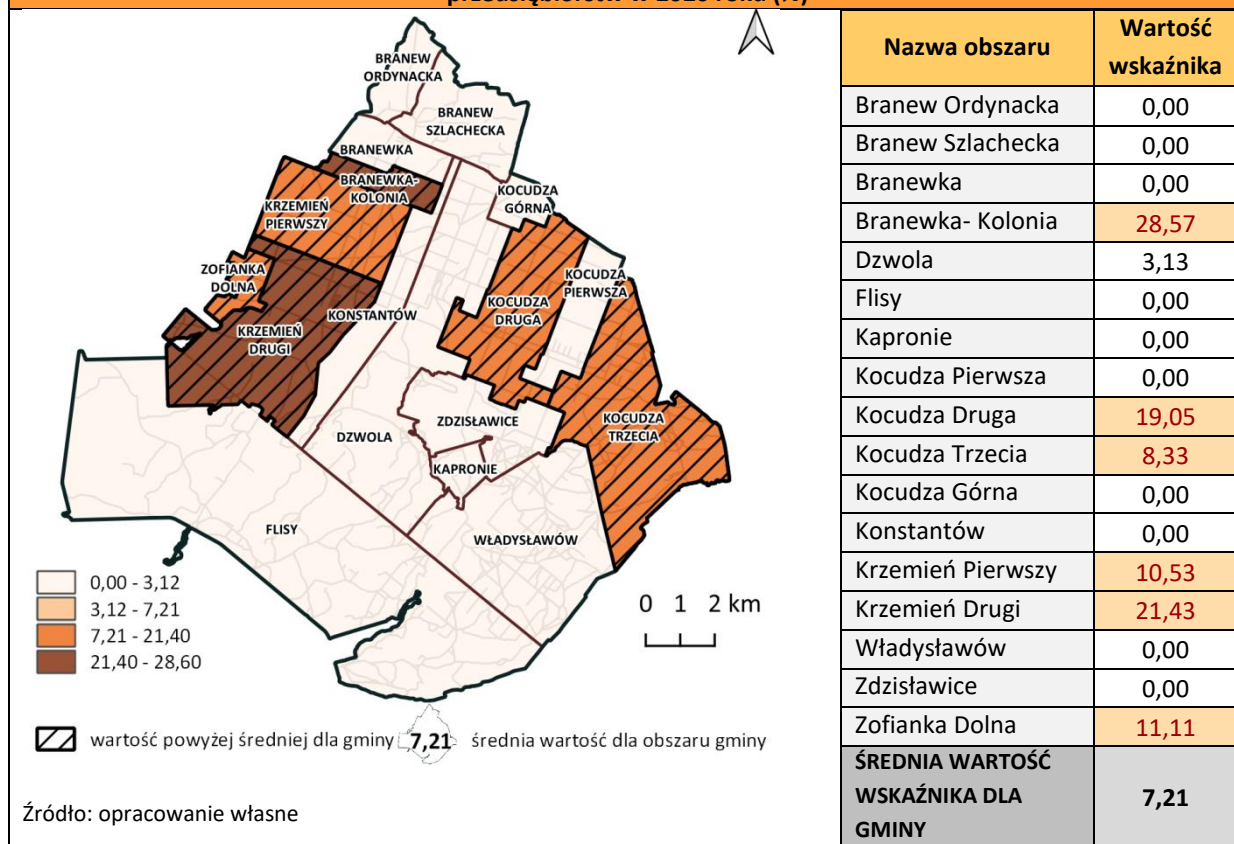 Nazwa obszaru Wartość wskaźnika
Branew Ordynacka 0,00
Branew Szlachecka 0,00
Branewka 0,00
Branewka- Kolonia 28,57
Dzwola 3,13
Flisy 0,00
Kapronie 0,00
Kocudza Pierwsza 0,00
Kocudza Druga 19,05
Kocudza Trzecia 8,33
Kocudza Górna 0,00
Konstantów 0,00
Krzemień Pierwszy 10,53
Krzemień Drugi 21,43
Władysławów 0,00
Zdzisławice 0,00
Zofianka Dolna 11,11
ŚREDNIA WARTOŚĆ
WSKAŹNIKA DLA
GMINY
7,21
BRANEW
ORDYNACKA
BRANEW
SZLACHECKA
BRANEWKA
BRANEWKA-
KOLONIA
KOCUDZA
GÓRNA
KRZEMIEŃ
PIERWSZY
ZOFIANKA
DOLNA
KOCUDZA
PIERWSZA
KOCUDZA
DRUGA
KONSTANTÓW
KRZEMIEŃ
DRUGI
ZDZISŁAWICE
KOCUDZA
TRZECIA
DZWOLA
KAPRONIE
FLISY
WŁADYSŁAWÓW
0,00 - 3,12
3,12 - 7,21
7,21 - 21,40
21,40 - 28,60
0 1 2 km
wartość powyżej średniej dla gminy 7,21 średnia wartość dla obszaru gminy
Źródło: opracowanie własne